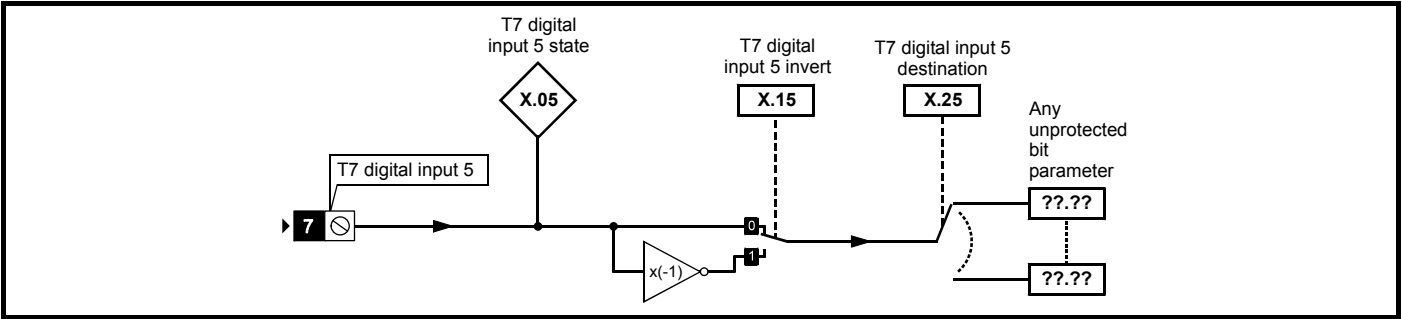 T7 digital
input 5 state
X.05
T7 digital
input 5 invert
X.15
T7 digital input 5
destination
X.25
Any
unprotected
bit
parameter
T7 digital input 5
7
0
1
x(-1)
??.??
??.??